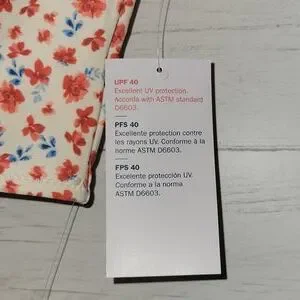 UPF 40
Excellent UV protection.
Accords with ASTM standard
D6603.
PFS 40
Excellente protection contre
les rayons UV. Conforme à la
norme ASTM D6603.
FPS 40
Excelente protección UV.
Conforme a la norma
ASTM D6603.